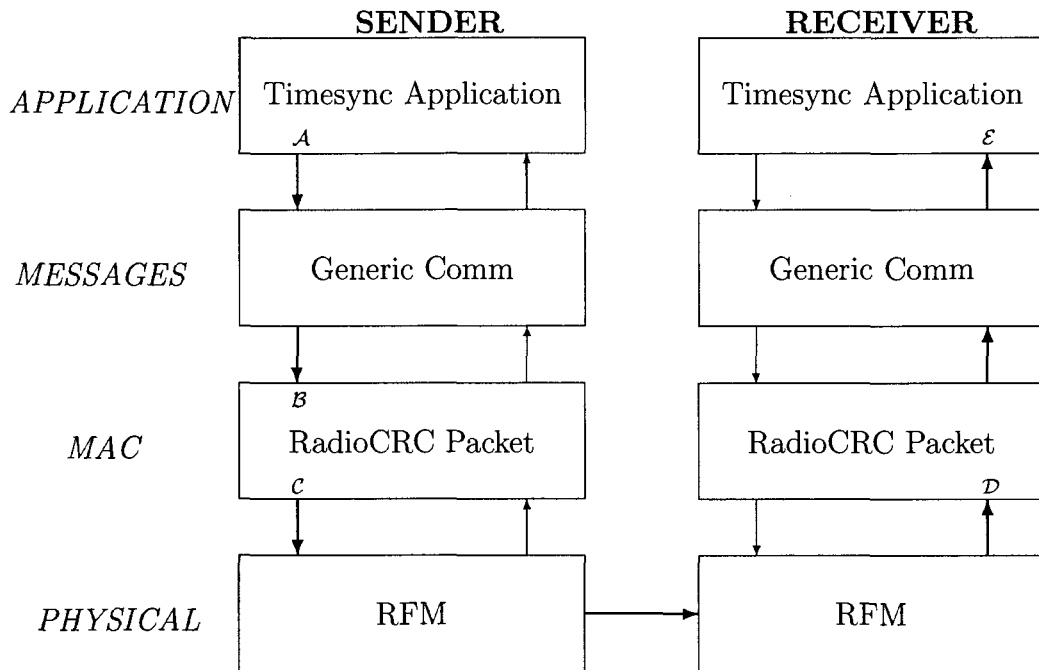 SENDER RECEIVER
APPLICATION Timesync Application Timesync Application
A E
MESSAGES Generic Comm Generic Comm
B
MAC RadioCRC Packet RadioCRC Packet
C D
PHYSICAL RFM RFM